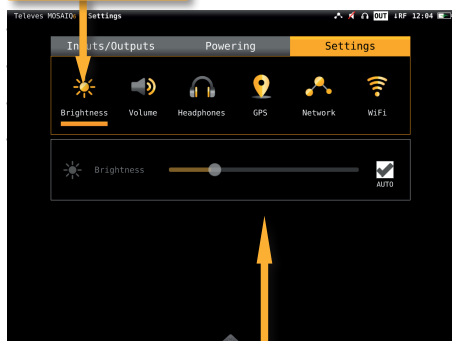 Televes MOSAIQ6 Settings OUT ↓RF 12:04
Inputs/Outputs Powering Settings
Brightness Volume Headphones GPS Network WiFi
Brightness
AUTO